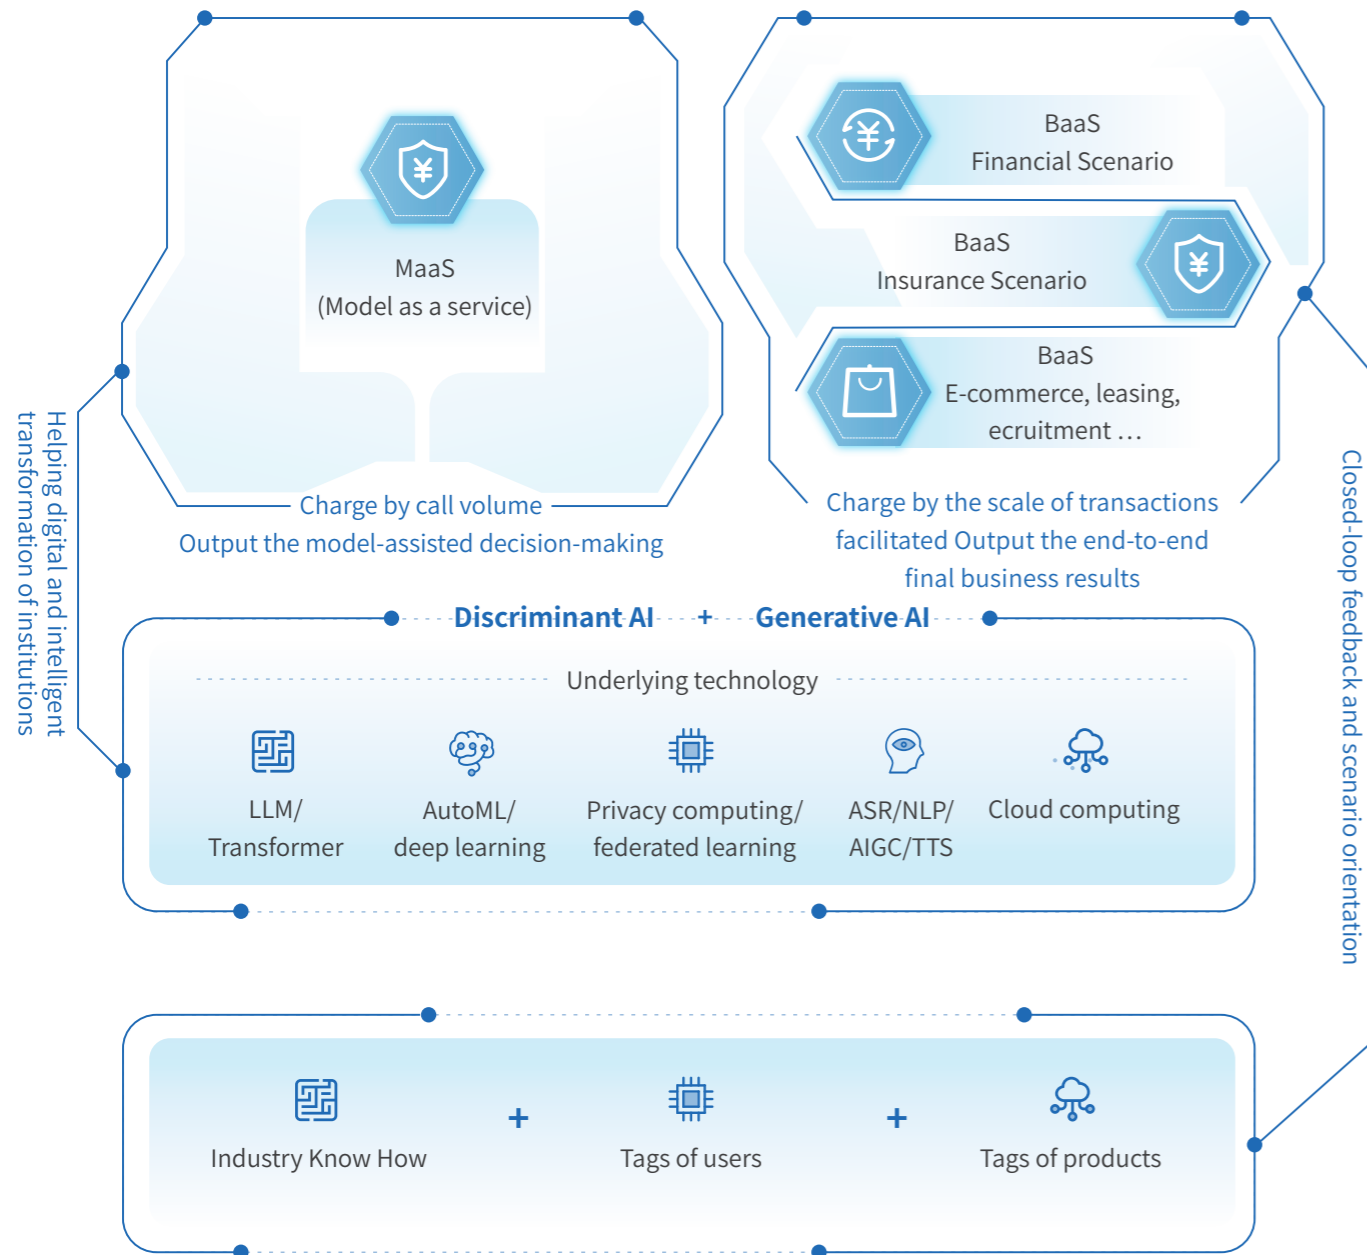 MaaS
(Model as a service)
Charge by call volume
Output the model-assisted decision-making
BaaS
Financial Scenario
BaaS
Insurance Scenario
BaaS
E-commerce, leasing,
ecruitment ...
Charge by the scale of transactions
facilitated Output the end-to-end
final business results
Helping digital and intelligent
transformation of institutions
Closed-loop feedback and scenario orientation
Discriminant AI + Generative AI
Underlying technology
LLM/
Transformer
AutoML/
deep learning
Privacy computing/
federated learning
ASR/NLP/
AIGC/TTS
Cloud computing
Industry Know How
+
Tags of users
+
Tags of products